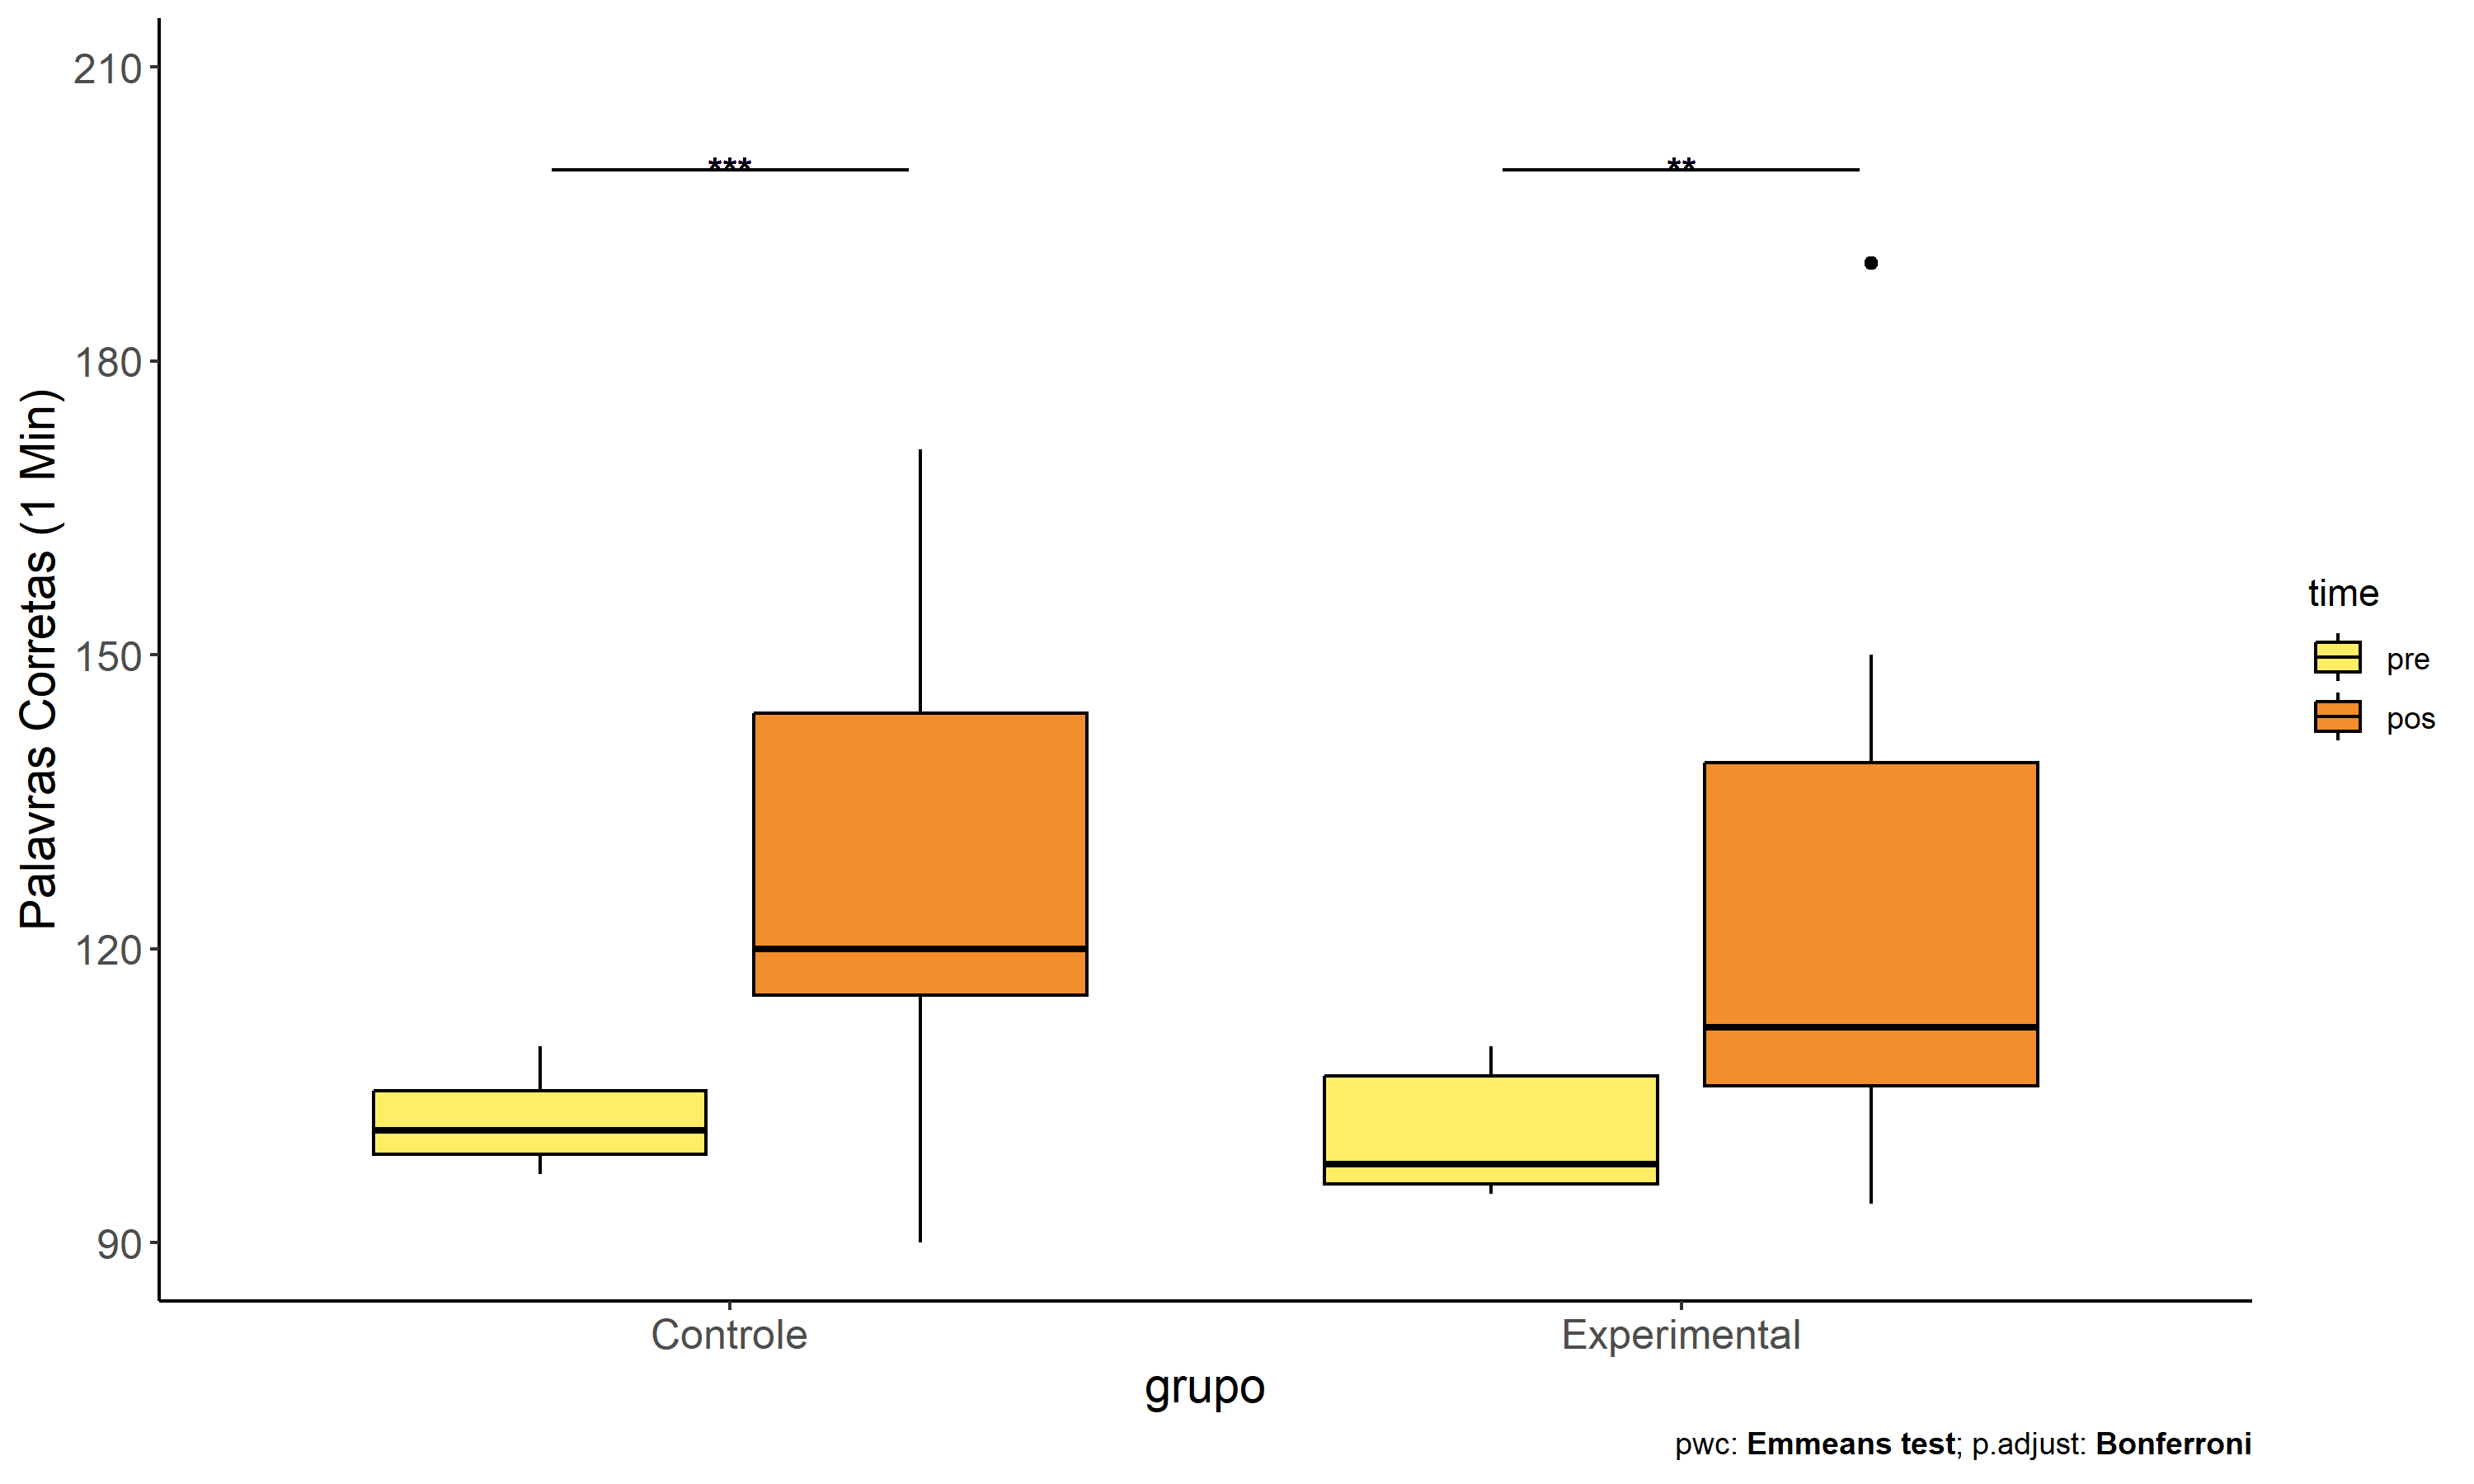 210
180
150
120
90
Palavras Corretas (1 Min)
***
**
Controle
Experimental
grupo
time
pre
pos
pwc: Emmeans test; p.adjust: Bonferroni